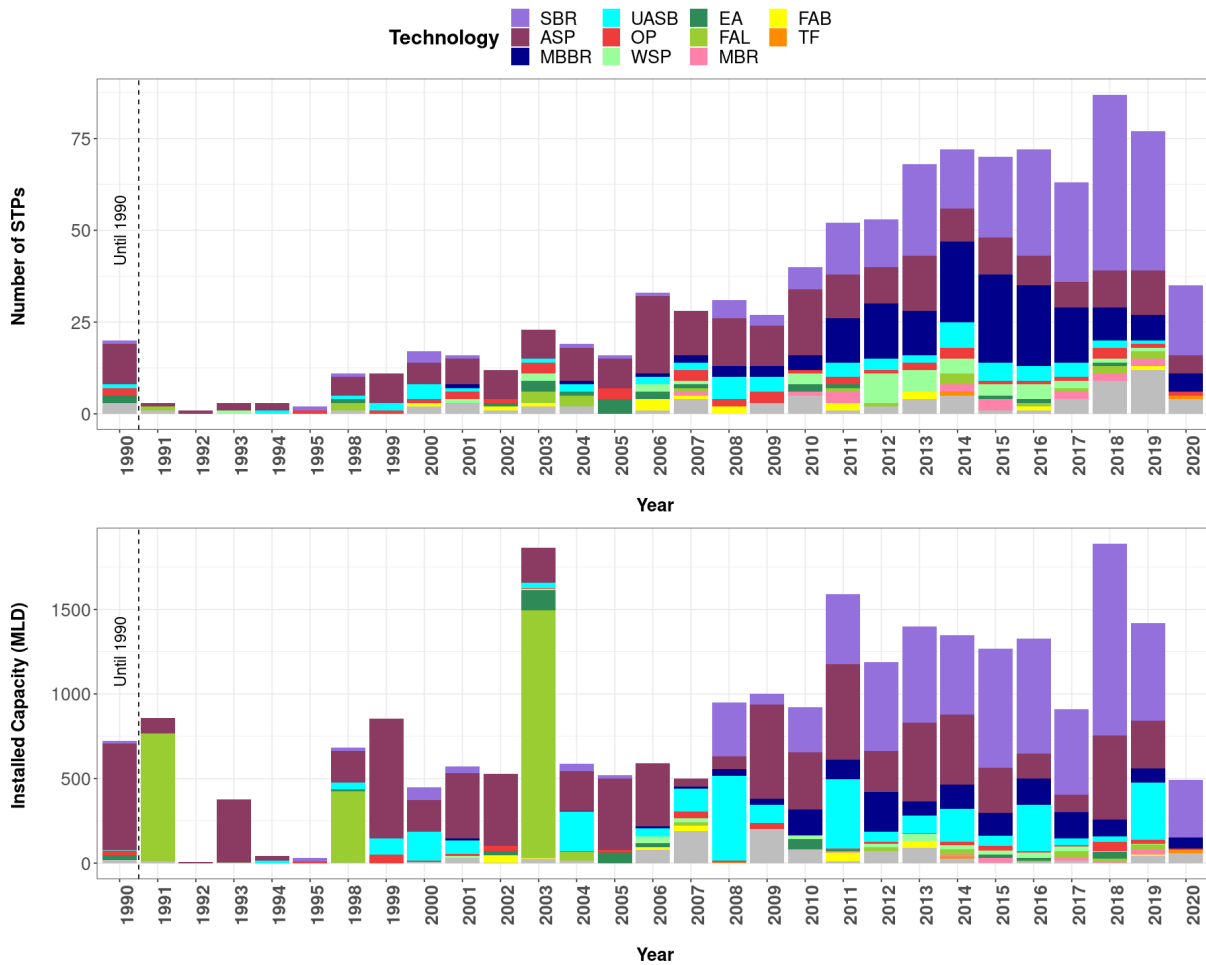 Technology
SBR UASB EA FAB
ASP OP FAL TF
MBBR WSP MBR
Number of STPs
75
50
25
0
Until 1990
1990 1991 1992 1993 1994 1995 1998 1999 2000 2001 2002 2003 2004 2005 2006 2007 2008 2009 2010 2011 2012 2013 2014 2015 2016 2017 2018 2019 2020
Year
Installed Capacity (MLD)
1500
1000
500
0
Until 1990
1990 1991 1992 1993 1994 1995 1998 1999 2000 2001 2002 2003 2004 2005 2006 2007 2008 2009 2010 2011 2012 2013 2014 2015 2016 2017 2018 2019 2020
Year